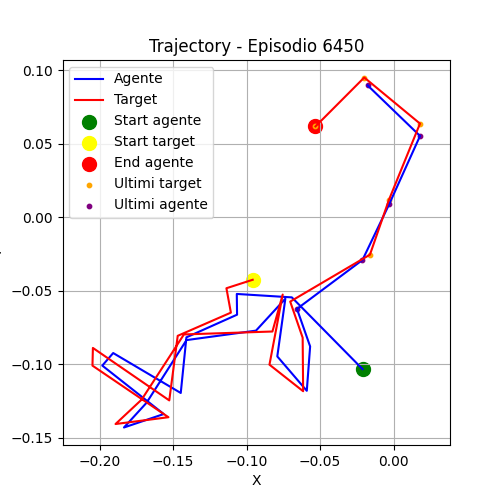 Trajectory - Episodio 6450
Agente
Target
Start agente
Start target
End agente
Ultimi target
Ultimi agente
0.10
0.05
0.00
−0.05
−0.10
−0.15
−0.20
−0.15
−0.10
−0.05
0.00
X